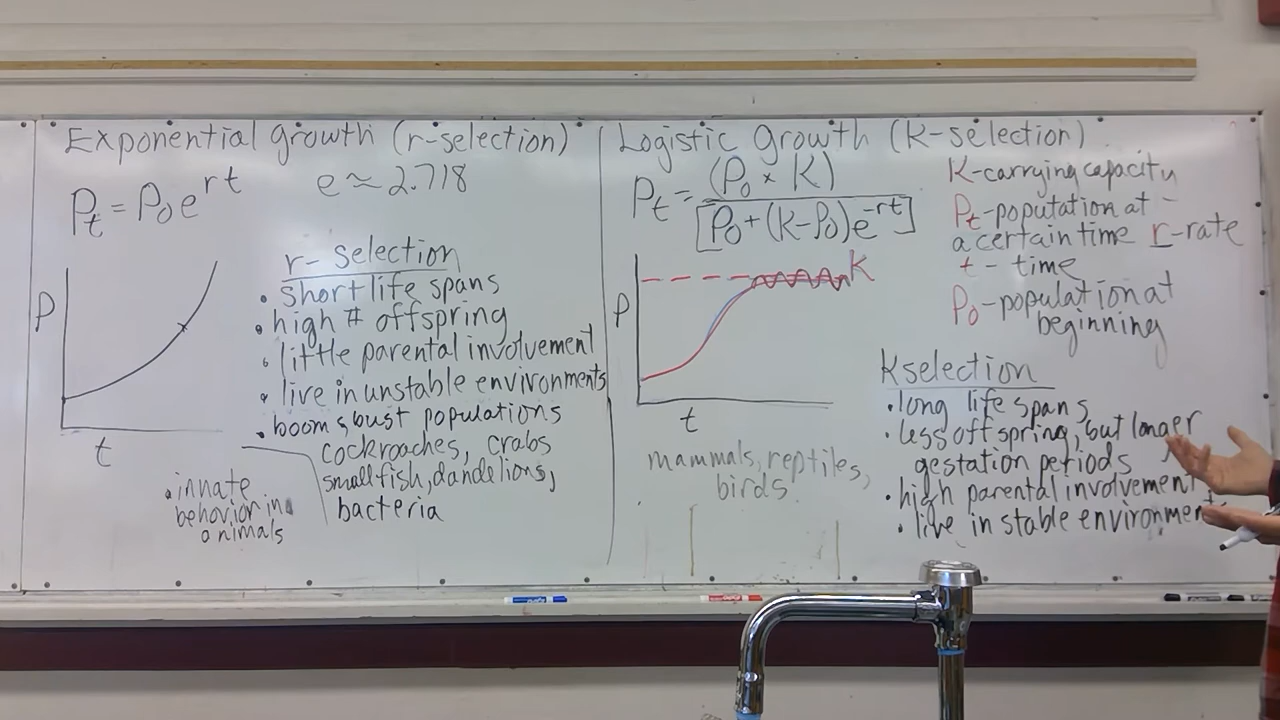 Exponential growth (r-selection)
Pt = P0 e^rt
e ≈ 2.718
P
t
r-selection
• short life spans
• high # offspring
• little parental involvement
• live in unstable environments
• boom & bust populations
cockroaches, crabs
small fish, dandelions,
bacteria
• innate
behavior in
animals
Logistic Growth (K-selection)
Pt = (P0 × K)
[P0 + (K-P0)e^-rt]
K
P
t
mammals, reptiles,
birds
K-carrying capacity
Pt-population at
a certain time r-rate
t - time
P0-population at
beginning
K selection
• long life spans
• less offspring, but longer
gestation periods
• high parental involvement
• live in stable environment